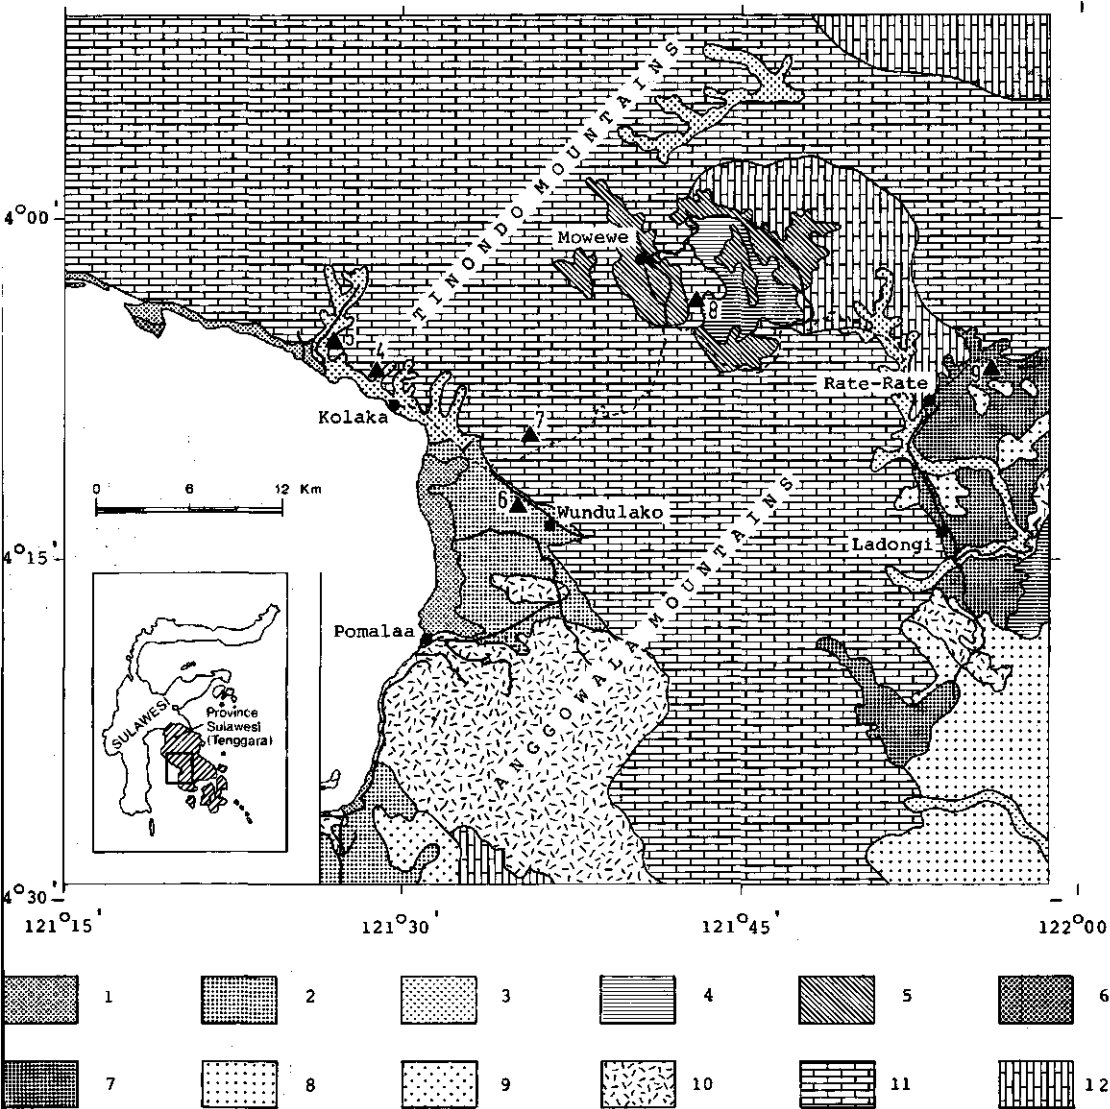 TINONDO MOUNTAINS
4°00'
Mowewe
8
5
4
9
Rate-Rate
Kolaka
7
0 6 12 Km
6
Wundulako
4°15'
Ladongi
ANGGOWALA MOUNTAINS
Pomalaa
SULAWESI
Province
Sulawesi
(Tenggara)
4°30
121°15' 121°30' 121°45' 122°00
1 2 3 4 5 6
7 8 9 10 11 12